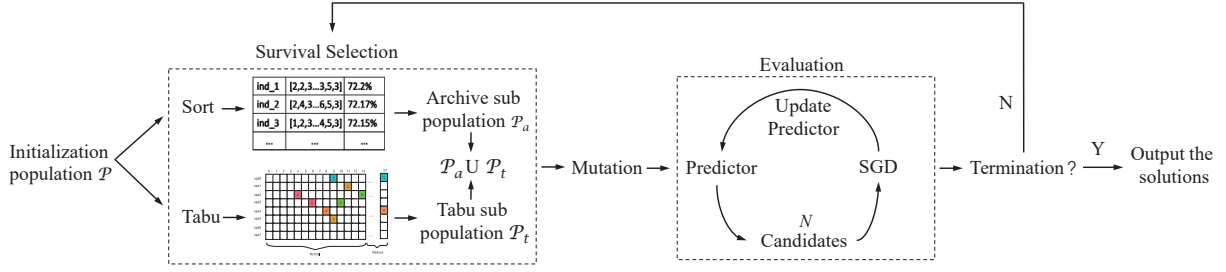 Survival Selection
Evaluation
Initialization
population P
Sort
ind_1 [2,2,3...3,5,3] 72.2%
ind_2 [2,4,3...6,5,3] 72.17%
ind_3 [1,2,3...4,5,3] 72.15%
... ... ...
Archive sub
population Pa
Pa U Pt
Tabu
Tabu sub
population Pt
Mutation
Update
Predictor
Predictor
SGD
N
Candidates
Termination ?
N
Y
Output the
solutions